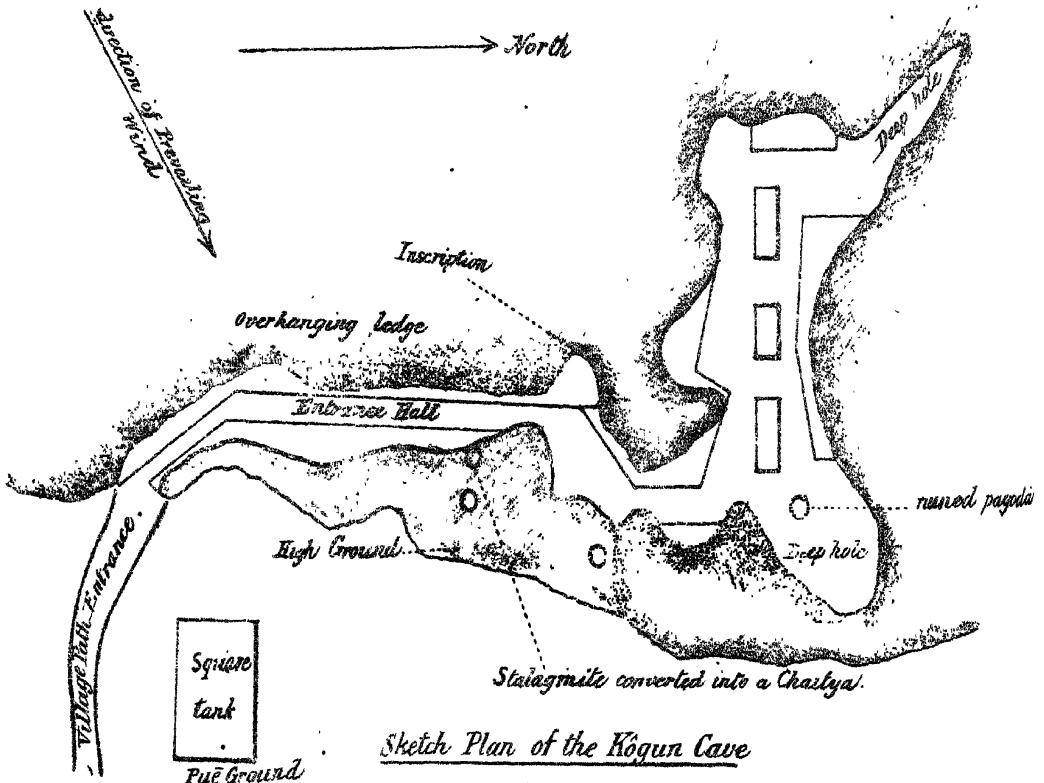 direction of Prevailing
Wind
North
Deep hole
Inscription
Overhanging ledge
Entrance Hall
ruined pagoda
Deep hole
High Ground
Village Path Entrance.
Square
tank
Stalagmite converted into a Chaitya.
Sketch Plan of the Kôgun Cave
Pué Ground